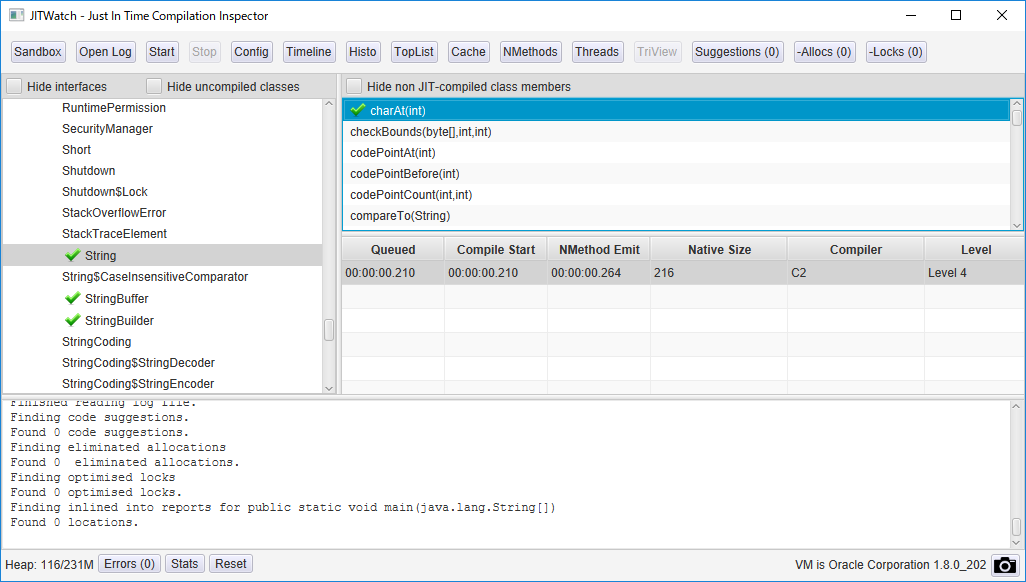 JITWatch - Just In Time Compilation Inspector
Sandbox Open Log Start Stop Config Timeline Histo TopList Cache NMethods Threads TriView Suggestions (0) -Allocs (0) -Locks (0)
Hide interfaces Hide uncompiled classes
RuntimePermission
SecurityManager
Short
Shutdown
Shutdown$Lock
StackOverflowError
StackTraceElement
String
String$CaseInsensitiveComparator
StringBuffer
StringBuilder
StringCoding
StringCoding$StringDecoder
StringCoding$StringEncoder
Hide non JIT-compiled class members
charAt(int)
checkBounds(byte[],int,int)
codePointAt(int)
codePointBefore(int)
codePointCount(int,int)
compareTo(String)
Queued Compile Start NMethod Emit Native Size Compiler Level
00:00:00.210 00:00:00.210 00:00:00.264 216 C2 Level 4
Finished reading log file.
Finding code suggestions.
Found 0 code suggestions.
Finding eliminated allocations
Found 0  eliminated allocations.
Finding optimised locks
Found 0 optimised locks.
Finding inlined into reports for public static void main(java.lang.String[])
Found 0 locations.
Heap: 116/231M Errors (0) Stats Reset VM is Oracle Corporation 1.8.0_202